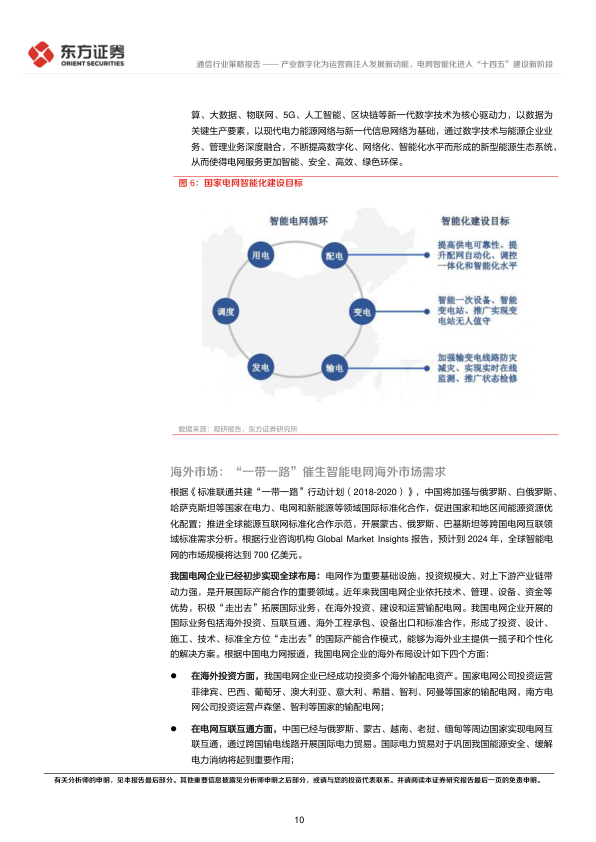 东方证券
ORIENT SECURITIES
通信行业策略报告 —— 产业数字化为运营商注入发展新动能，电网智能化进入“十四五”建设新阶段
算、大数据、物联网、5G、人工智能、区块链等新一代数字技术为核心驱动力，以数据为
关键生产要素，以现代电力能源网络与新一代信息网络为基础，通过数字技术与能源企业业
务、管理业务深度融合，不断提高数字化、网络化、智能化水平而形成的新型能源生态系统，
从而使得电网服务更加智能、安全、高效、绿色环保。
图 6：国家电网智能化建设目标
智能电网循环
智能化建设目标
用电
配电
提高供电可靠性、提
升配网自动化、调控
一体化和智能化水平
调度
变电
智能一次设备、智能
变电站、推广实现变
电站无人值守
发电
输电
加强输变电线路防灾
减灾、实现实时在线
监测、推广状态检修
数据来源：观研报告，东方证券研究所
海外市场：“一带一路”催生智能电网海外市场需求
根据《标准联通共建“一带一路”行动计划（2018-2020）》，中国将加强与俄罗斯、白俄罗斯、
哈萨克斯坦等国家在电力、电网和新能源等领域国际标准化合作，促进国家和地区间能源资源优
化配置；推进全球能源互联网标准化合作示范，开展蒙古、俄罗斯、巴基斯坦等跨国电网互联领
域标准需求分析。根据行业咨询机构 Global Market Insights 报告，预计到 2024 年，全球智能电
网的市场规模将达到 700 亿美元。
我国电网企业已经初步实现全球布局：电网作为重要基础设施，投资规模大、对上下游产业链带
动力强，是开展国际产能合作的重要领域。近年来我国电网企业依托技术、管理、设备、资金等
优势，积极“走出去”拓展国际业务，在海外投资、建设和运营输配电网。我国电网企业开展的
国际业务包括海外投资、互联互通、海外工程承包、设备出口和标准合作，形成了投资、设计、
施工、技术、标准全方位“走出去”的国际产能合作模式，能够为海外业主提供一揽子和个性化
的解决方案。根据中国电力网报道，我国电网企业的海外布局设计如下四个方面：
● 在海外投资方面，我国电网企业已经成功投资多个海外输配电资产。国家电网公司投资运营
菲律宾、巴西、葡萄牙、澳大利亚、意大利、希腊、智利、阿曼等国家的输配电网，南方电
网公司投资运营卢森堡、智利等国家的输配电网；
● 在电网互联互通方面，中国已经与俄罗斯、蒙古、越南、老挝、缅甸等周边国家实现电网互
联互通，通过跨国输电线路开展国际电力贸易。国际电力贸易对于巩固我国能源安全、缓解
电力消纳将起到重要作用；
有关分析师的申明，见本报告最后部分。其他重要信息披露见分析师申明之后部分，或请与您的投资代表联系。并请阅读本证券研究报告最后一页的免责申明。
10